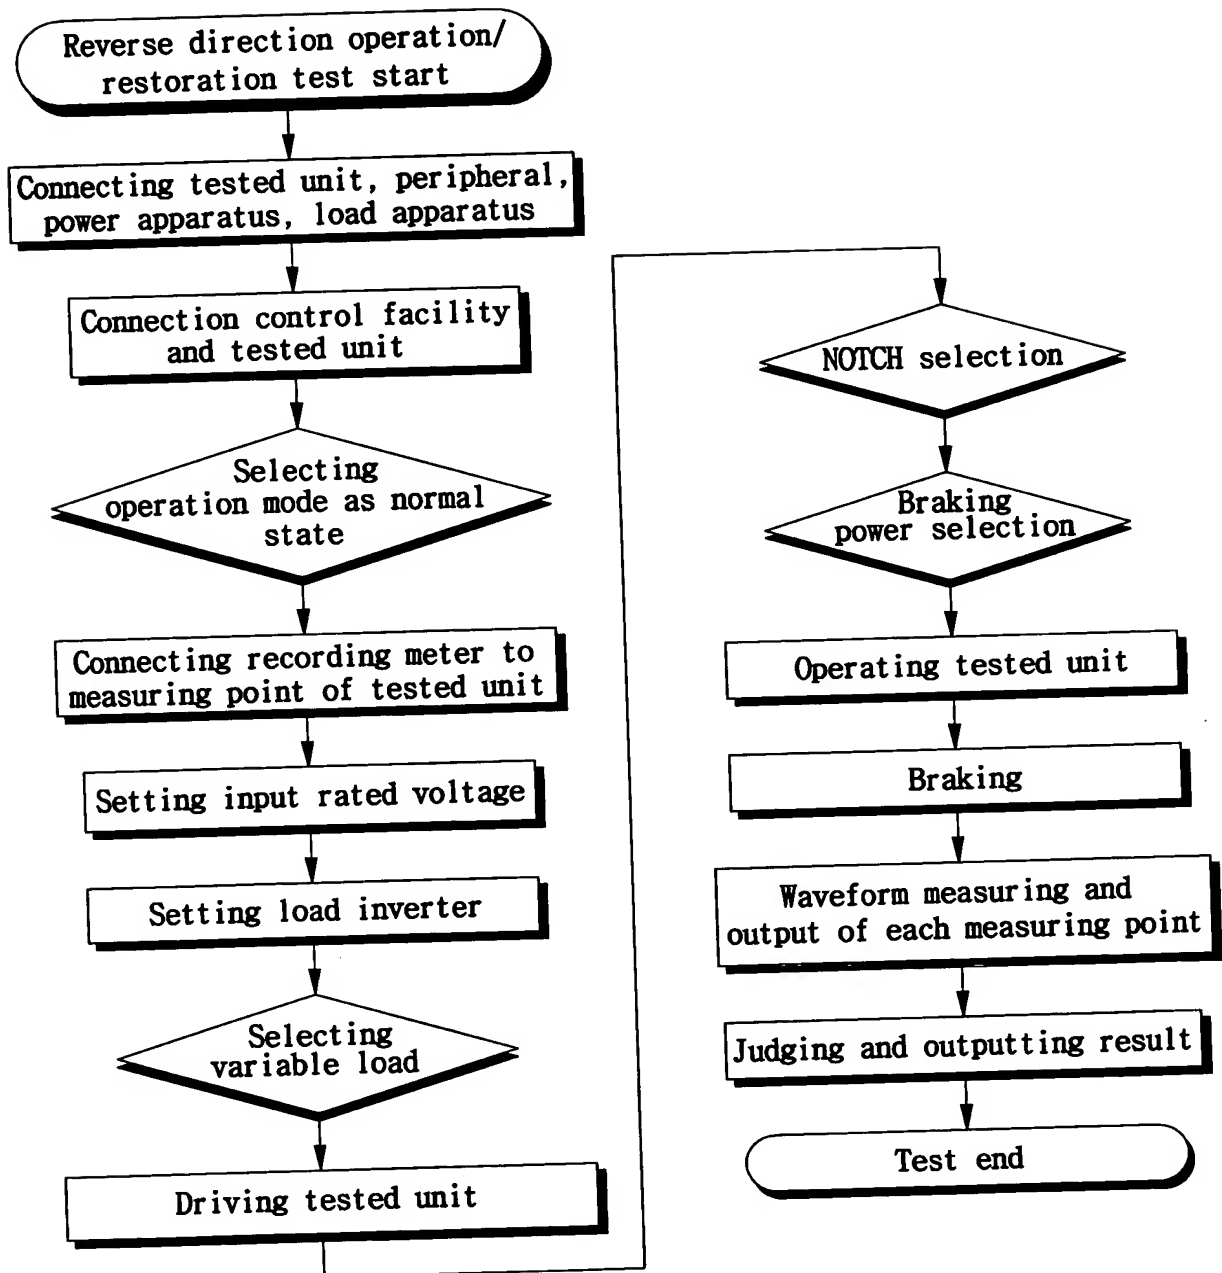 Reverse direction operation/
restoration test start
Connecting tested unit, peripheral,
power apparatus, load apparatus
Connection control facility
and tested unit
Selecting
operation mode as normal
state
Connecting recording meter to
measuring point of tested unit
Setting input rated voltage
Setting load inverter
Selecting
variable load
Driving tested unit
NOTCH selection
Braking
power selection
Operating tested unit
Braking
Waveform measuring and
output of each measuring point
Judging and outputting result
Test end